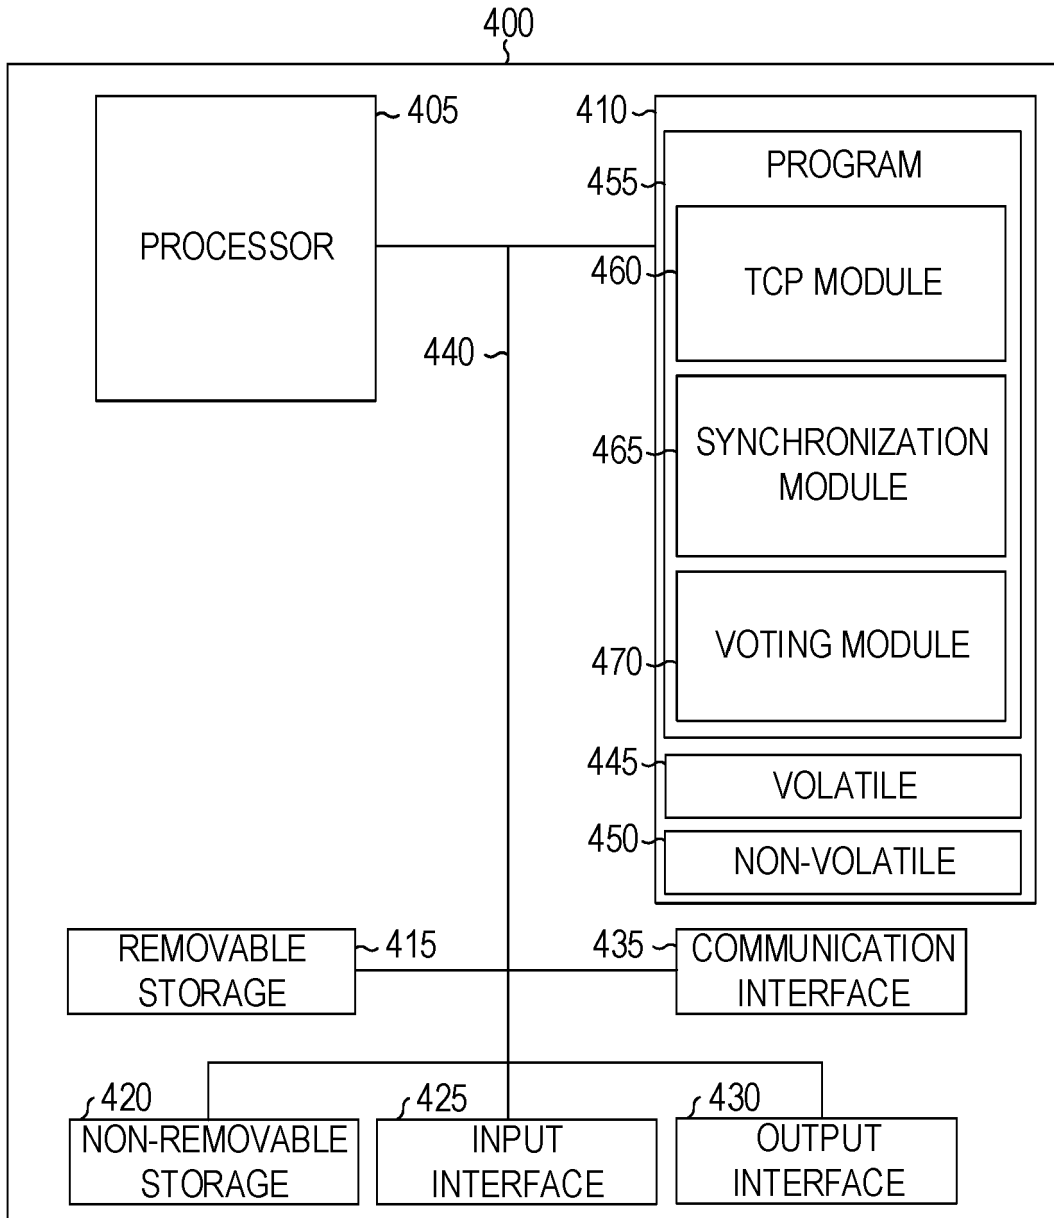 400
405
PROCESSOR
410
455
PROGRAM
460
TCP MODULE
440
465
SYNCHRONIZATION
MODULE
470
VOTING MODULE
445
VOLATILE
450
NON-VOLATILE
REMOVABLE
STORAGE
415
435
COMMUNICATION
INTERFACE
420
NON-REMOVABLE
STORAGE
425
INPUT
INTERFACE
430
OUTPUT
INTERFACE